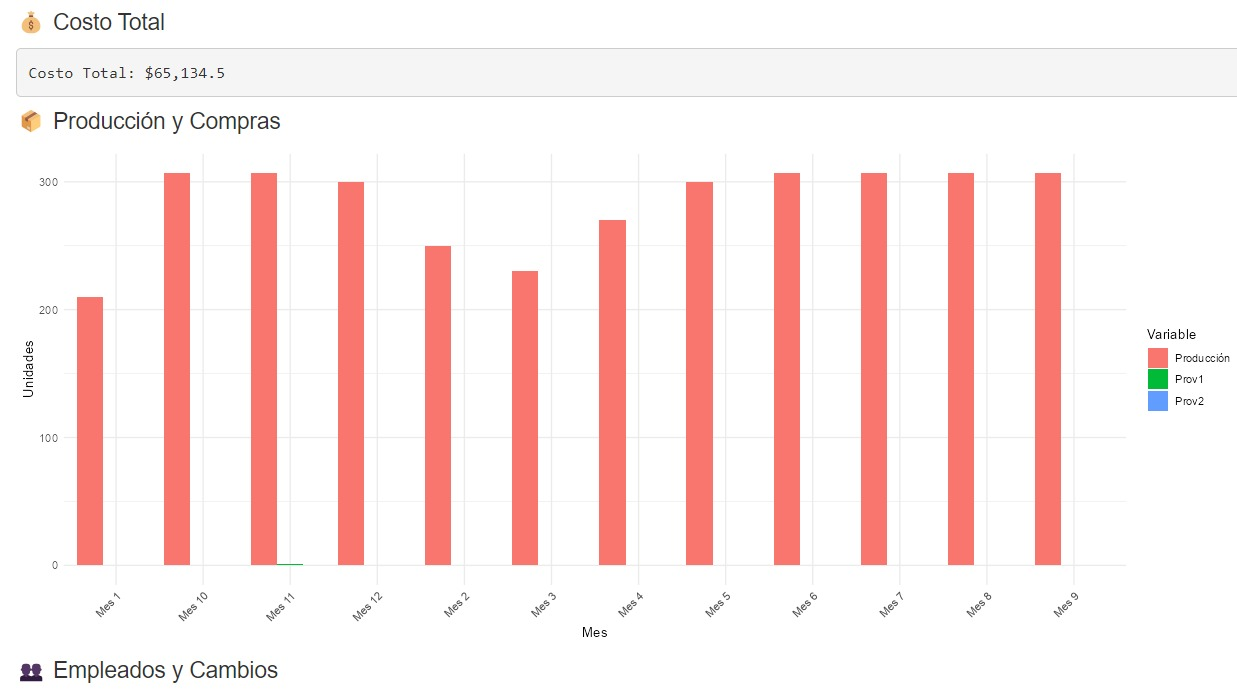 Costo Total
Costo Total: $65,134.5
Producción y Compras
300
200
100
0
Unidades
Mes 1
Mes 10
Mes 11
Mes 12
Mes 2
Mes 3
Mes 4
Mes 5
Mes 6
Mes 7
Mes 8
Mes 9
Mes
Variable
Producción
Prov1
Prov2
Empleados y Cambios